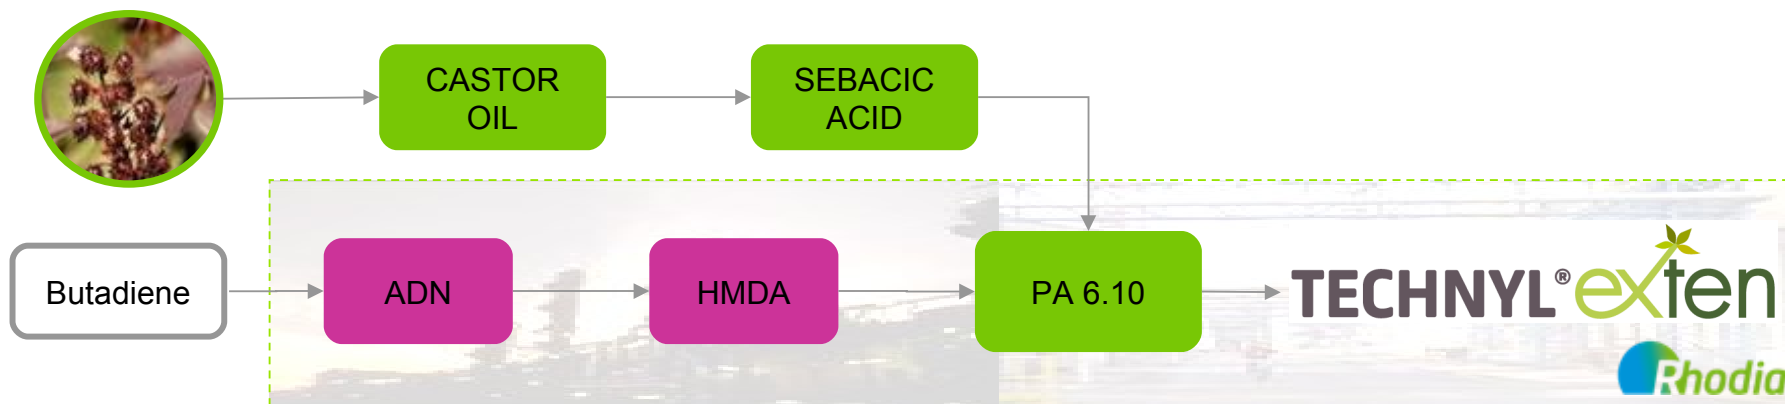 CASTOR
OIL
SEBACIC
ACID
Butadiene
ADN
HMDA
PA 6.10
TECHNYL® exten
Rhodia